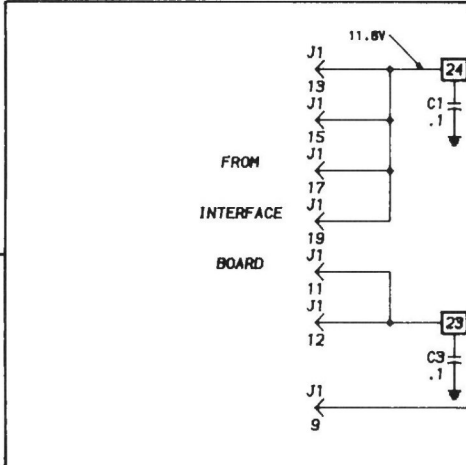 11.8V
J1
24
13
C1
.1
J1
15
J1
FROM
17
J1
INTERFACE
19
J1
BOARD
11
J1
23
12
C3
.1
J1
9